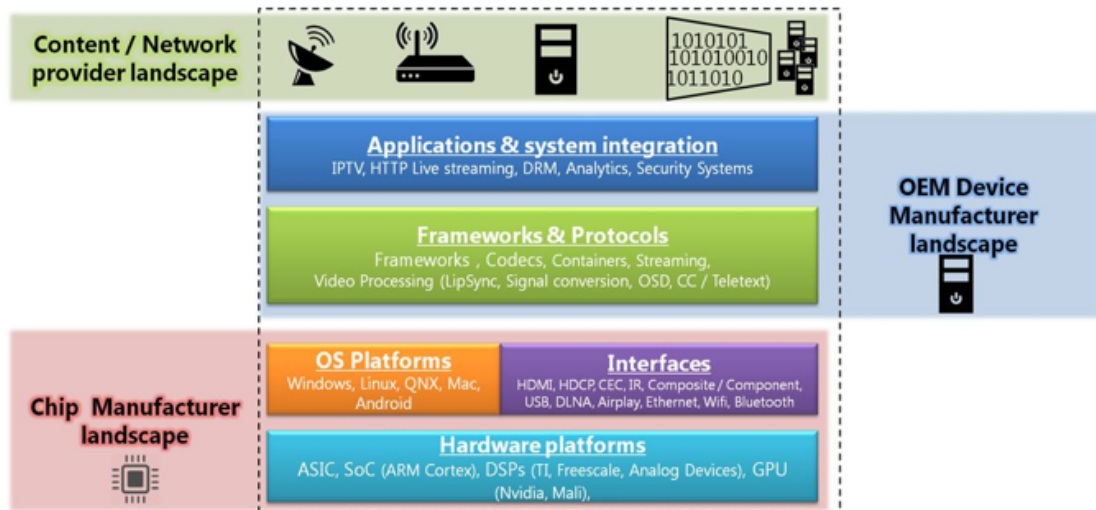 Content / Network
provider landscape
1010101
101010010
1011010
Applications & system integration
IPTV, HTTP Live streaming, DRM, Analytics, Security Systems
OEM Device
Manufacturer
landscape
Frameworks & Protocols
Frameworks , Codecs, Containers, Streaming,
Video Processing (LipSync, Signal conversion, OSD, CC / Teletext)
Chip Manufacturer
landscape
OS Platforms
Windows, Linux, QNX, Mac,
Android
Interfaces
HDMI, HDCP, CEC, IR, Composite / Component,
USB, DLNA, Airplay, Ethernet, Wifi, Bluetooth
Hardware platforms
ASIC, SoC (ARM Cortex), DSPs (TI, Freescale, Analog Devices), GPU
(Nvidia, Mali),